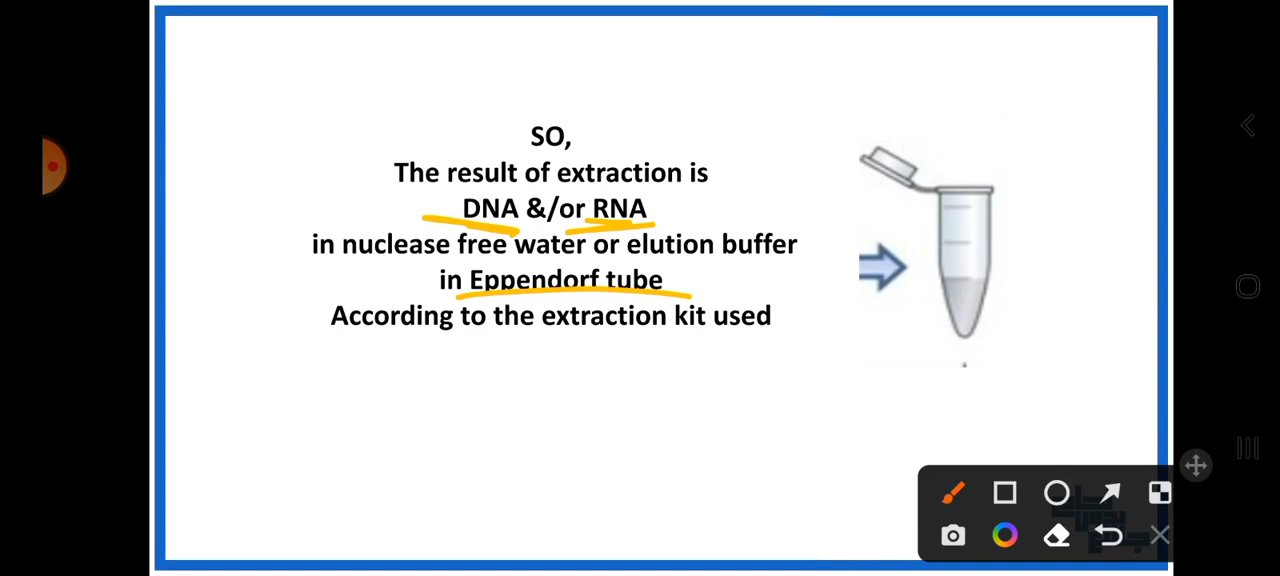 SO,
The result of extraction is
DNA &/or RNA
in nuclease free water or elution buffer
in Eppendorf tube
According to the extraction kit used